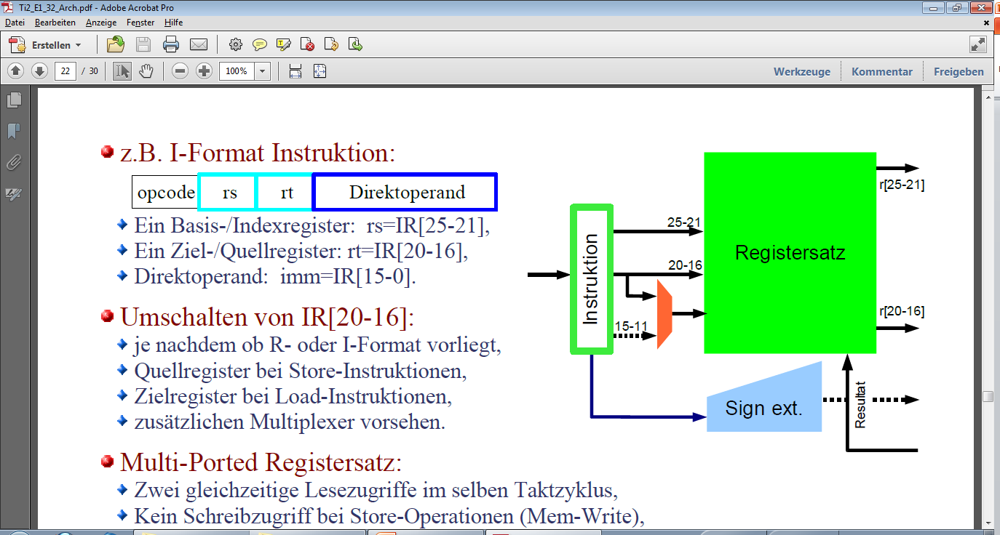 Ti2_E1_32_Arch.pdf - Adobe Acrobat Pro
Datei Bearbeiten Anzeige Fenster Hilfe
Erstellen
22 / 30 100% Werkzeuge Kommentar Freigeben
z.B. I-Format Instruktion:
opcode rs rt Direktoperand
Ein Basis-/Indexregister: rs=IR[25-21],
Ein Ziel-/Quellregister: rt=IR[20-16],
Direktoperand: imm=IR[15-0].
Umschalten von IR[20-16]:
je nachdem ob R- oder I-Format vorliegt,
Quellregister bei Store-Instruktionen,
Zielregister bei Load-Instruktionen,
zusätzlichen Multiplexer vorsehen.
Multi-Ported Registersatz:
Zwei gleichzeitige Lesezugriffe im selben Taktzyklus,
Kein Schreibzugriff bei Store-Operationen (Mem-Write),
Instruktion
25-21
20-16
15-11
Registersatz
r[25-21]
r[20-16]
Sign ext.
Resultat